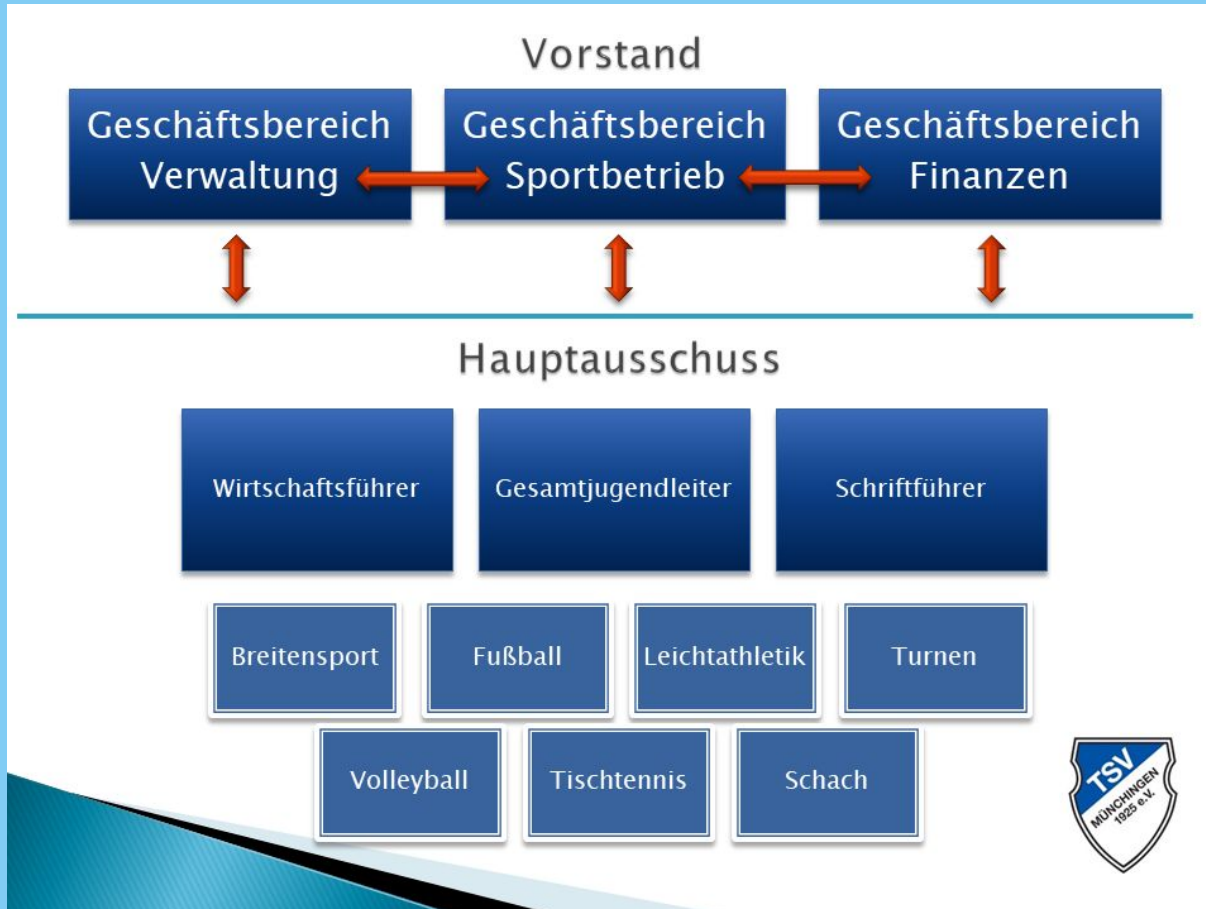 Vorstand
Geschäftsbereich
Verwaltung
Geschäftsbereich
Sportbetrieb
Geschäftsbereich
Finanzen
Hauptausschuss
Wirtschaftsführer
Gesamtjugendleiter
Schriftführer
Breitensport
Fußball
Leichtathletik
Turnen
Volleyball
Tischtennis
Schach
TSV
MÜNCHINGEN
1925 e.V.